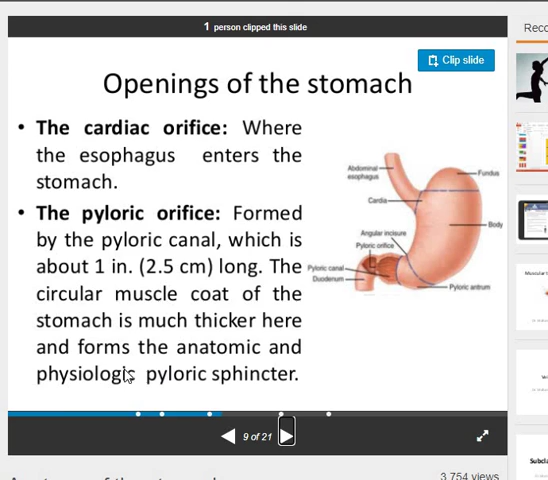 1 person clipped this slide
Reco
Clip slide
Openings of the stomach
• The cardiac orifice: Where
the esophagus enters the
stomach.
• The pyloric orifice: Formed
by the pyloric canal, which is
about 1 in. (2.5 cm) long. The
circular muscle coat of the
stomach is much thicker here
and forms the anatomic and
physiologic pyloric sphincter.
Abdominal
esophagus
Fundus
Cardia
Body
Angular incisure
Pyloric orifice
Pyloric canal
Duodenum
Pyloric antrum
9 of 21
3,754 views